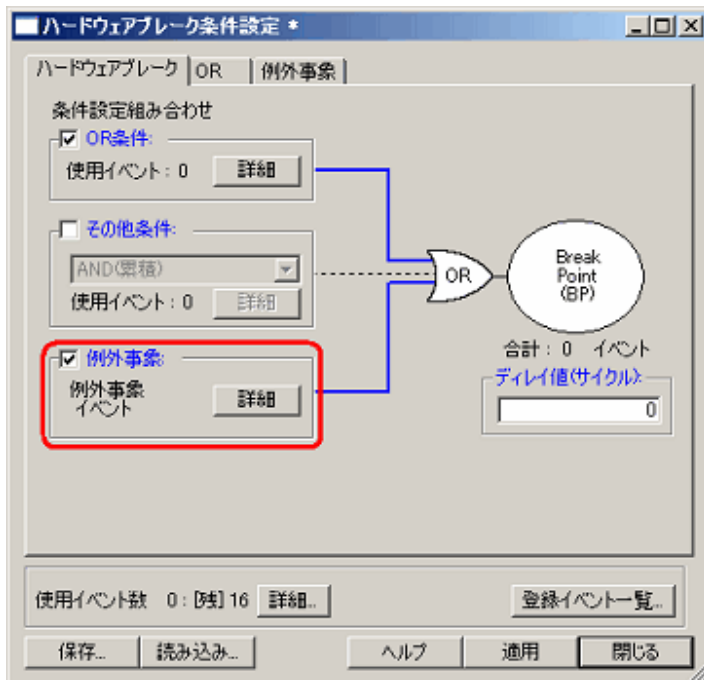 ハードウェアブレーク条件設定 *
ハードウェアブレーク OR 例外事象
条件設定組み合わせ
OR条件:
使用イベント : 0 詳細
その他条件:
AND(累積)
使用イベント : 0 詳細
例外事象:
例外事象
イベント
詳細
OR
Break
Point
(BP)
合計 : 0 イベント
ディレイ値(サイクル):
0
使用イベント数 0 : [残] 16 詳細... 登録イベント一覧...
保存... 読み込み... ヘルプ 適用 閉じる